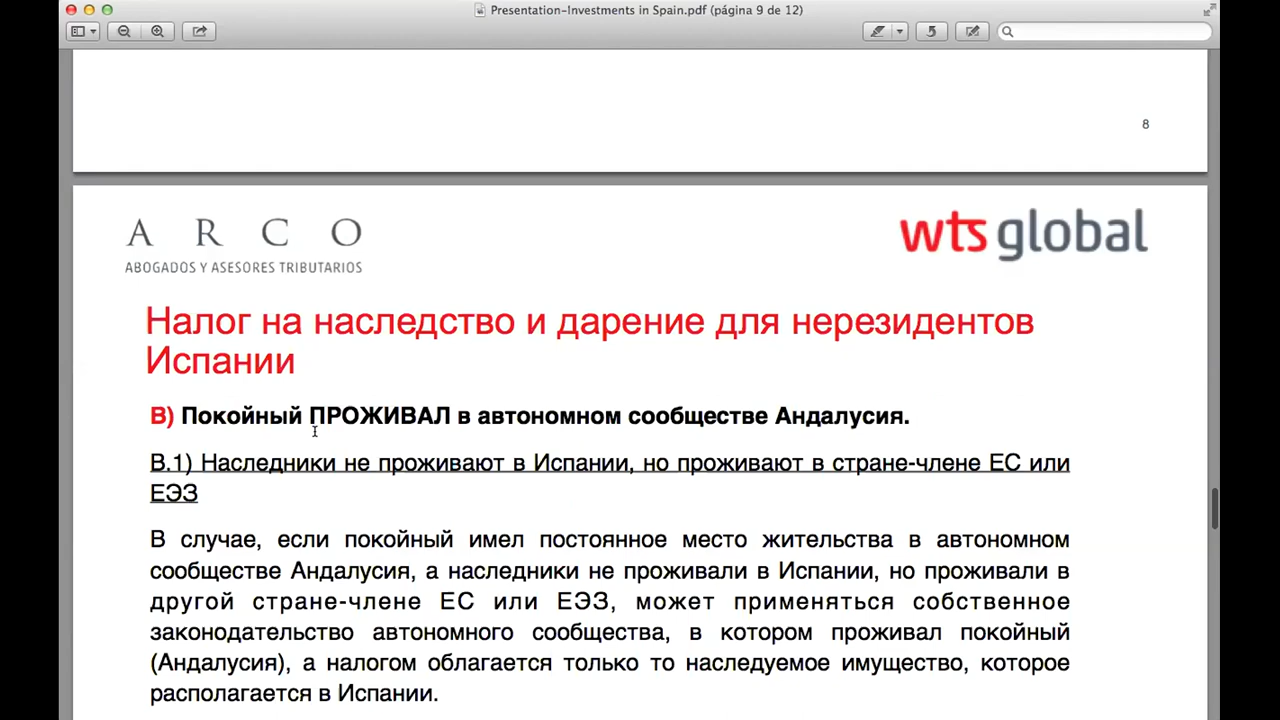 Presentation-Investments in Spain.pdf (página 9 de 12)
8
A R C O
ABOGADOS Y ASESORES TRIBUTARIOS
wts global
Налог на наследство и дарение для нерезидентов
Испании
B) Покойный ПРОЖИВАЛ в автономном сообществе Андалусия.
B.1) Наследники не проживают в Испании, но проживают в стране-члене ЕС или
ЕЭЗ
В случае, если покойный имел постоянное место жительства в автономном
сообществе Андалусия, а наследники не проживали в Испании, но проживали в
другой стране-члене ЕС или ЕЭЗ, может применяться собственное
законодательство автономного сообщества, в котором проживал покойный
(Андалусия), а налогом облагается только то наследуемое имущество, которое
располагается в Испании.